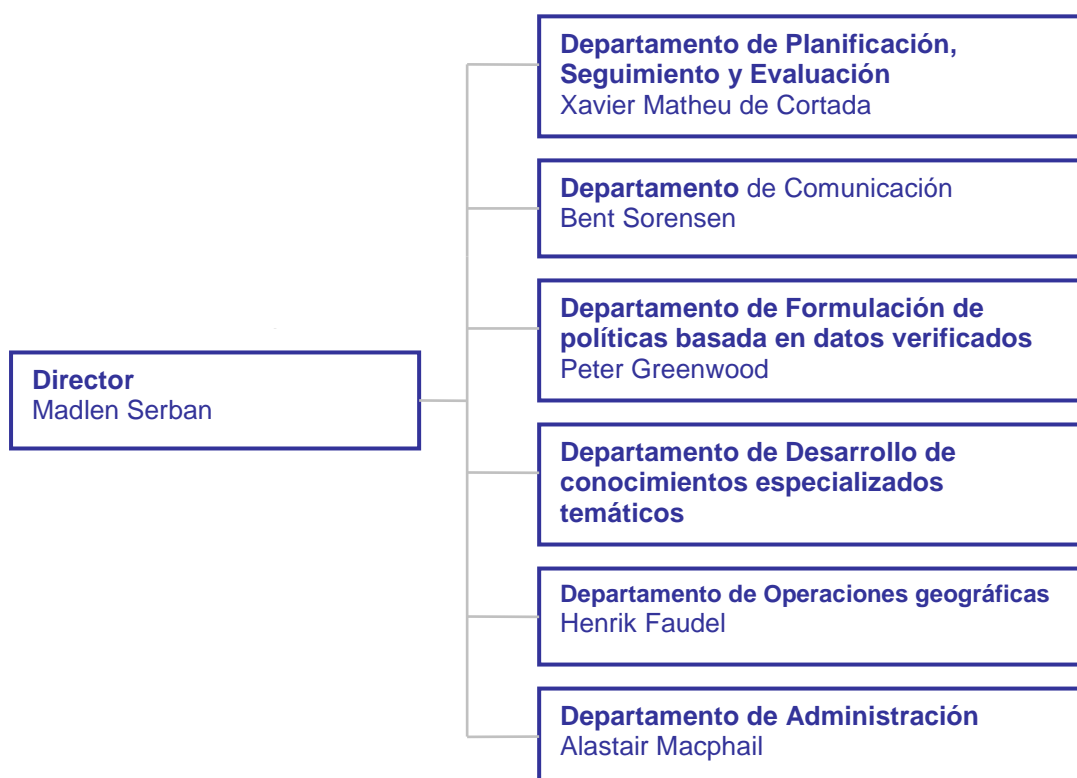 Departamento de Planificación,
Seguimiento y Evaluación
Xavier Matheu de Cortada
Departamento de Comunicación
Bent Sorensen
Departamento de Formulación de
políticas basada en datos verificados
Peter Greenwood
Director
Madlen Serban
Departamento de Desarrollo de
conocimientos especializados
temáticos
Departamento de Operaciones geográficas
Henrik Faudel
Departamento de Administración
Alastair Macphail